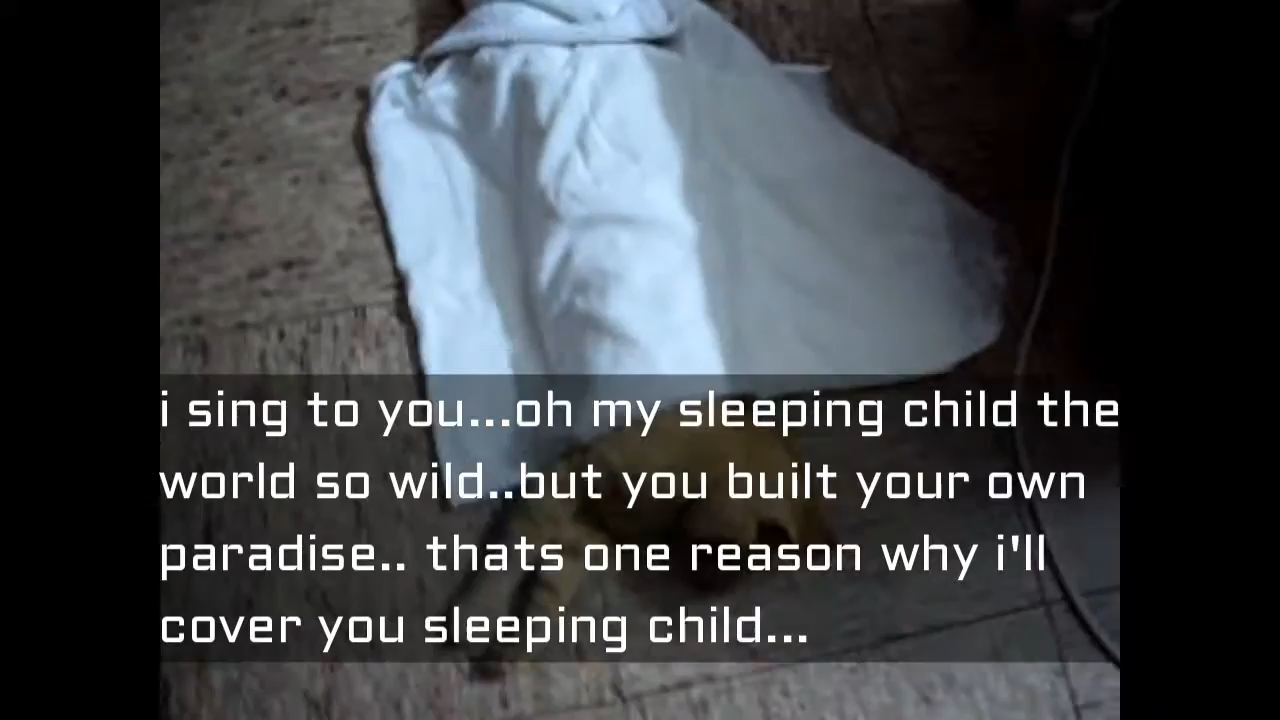 i sing to you...oh my sleeping child the
world so wild..but you built your own
paradise.. thats one reason why i'll
cover you sleeping child...